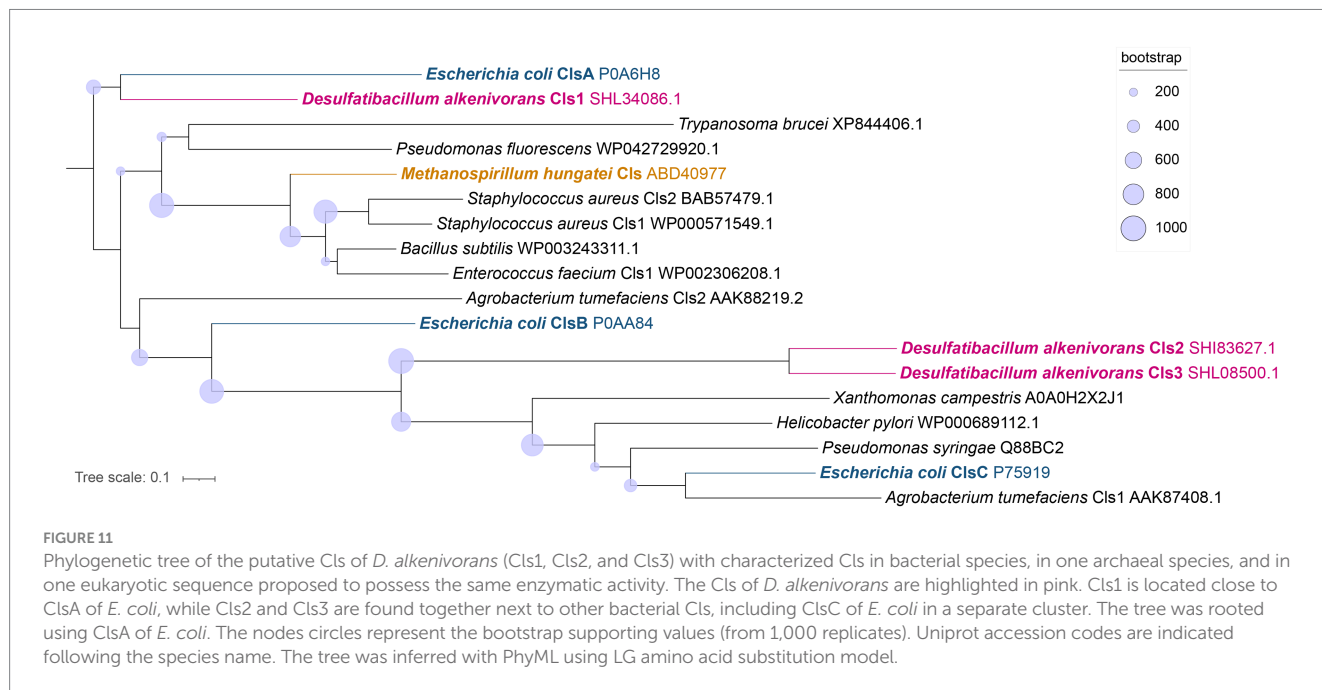 Escherichia coli ClsA P0A6H8
Desulfatibacillum alkenivorans Cls1 SHL34086.1
Trypanosoma brucei XP844406.1
Pseudomonas fluorescens WP042729920.1
Methanospirillum hungatei Cls ABD40977
Staphylococcus aureus Cls2 BAB57479.1
Staphylococcus aureus Cls1 WP000571549.1
Bacillus subtilis WP003243311.1
Enterococcus faecium Cls1 WP002306208.1
Agrobacterium tumefaciens Cls2 AAK88219.2
Escherichia coli ClsB P0AA84
Desulfatibacillum alkenivorans Cls2 SHI83627.1
Desulfatibacillum alkenivorans Cls3 SHL08500.1
Xanthomonas campestris A0A0H2X2J1
Helicobacter pylori WP000689112.1
Pseudomonas syringae Q88BC2
Escherichia coli ClsC P75919
Agrobacterium tumefaciens Cls1 AAK87408.1
bootstrap
200
400
600
800
1000
Tree scale: 0.1
FIGURE 11
Phylogenetic tree of the putative Cls of D. alkenivorans (Cls1, Cls2, and Cls3) with characterized Cls in bacterial species, in one archaeal species, and in
one eukaryotic sequence proposed to possess the same enzymatic activity. The Cls of D. alkenivorans are highlighted in pink. Cls1 is located close to
ClsA of E. coli, while Cls2 and Cls3 are found together next to other bacterial Cls, including ClsC of E. coli in a separate cluster. The tree was rooted
using ClsA of E. coli. The nodes circles represent the bootstrap supporting values (from 1,000 replicates). Uniprot accession codes are indicated
following the species name. The tree was inferred with PhyML using LG amino acid substitution model.